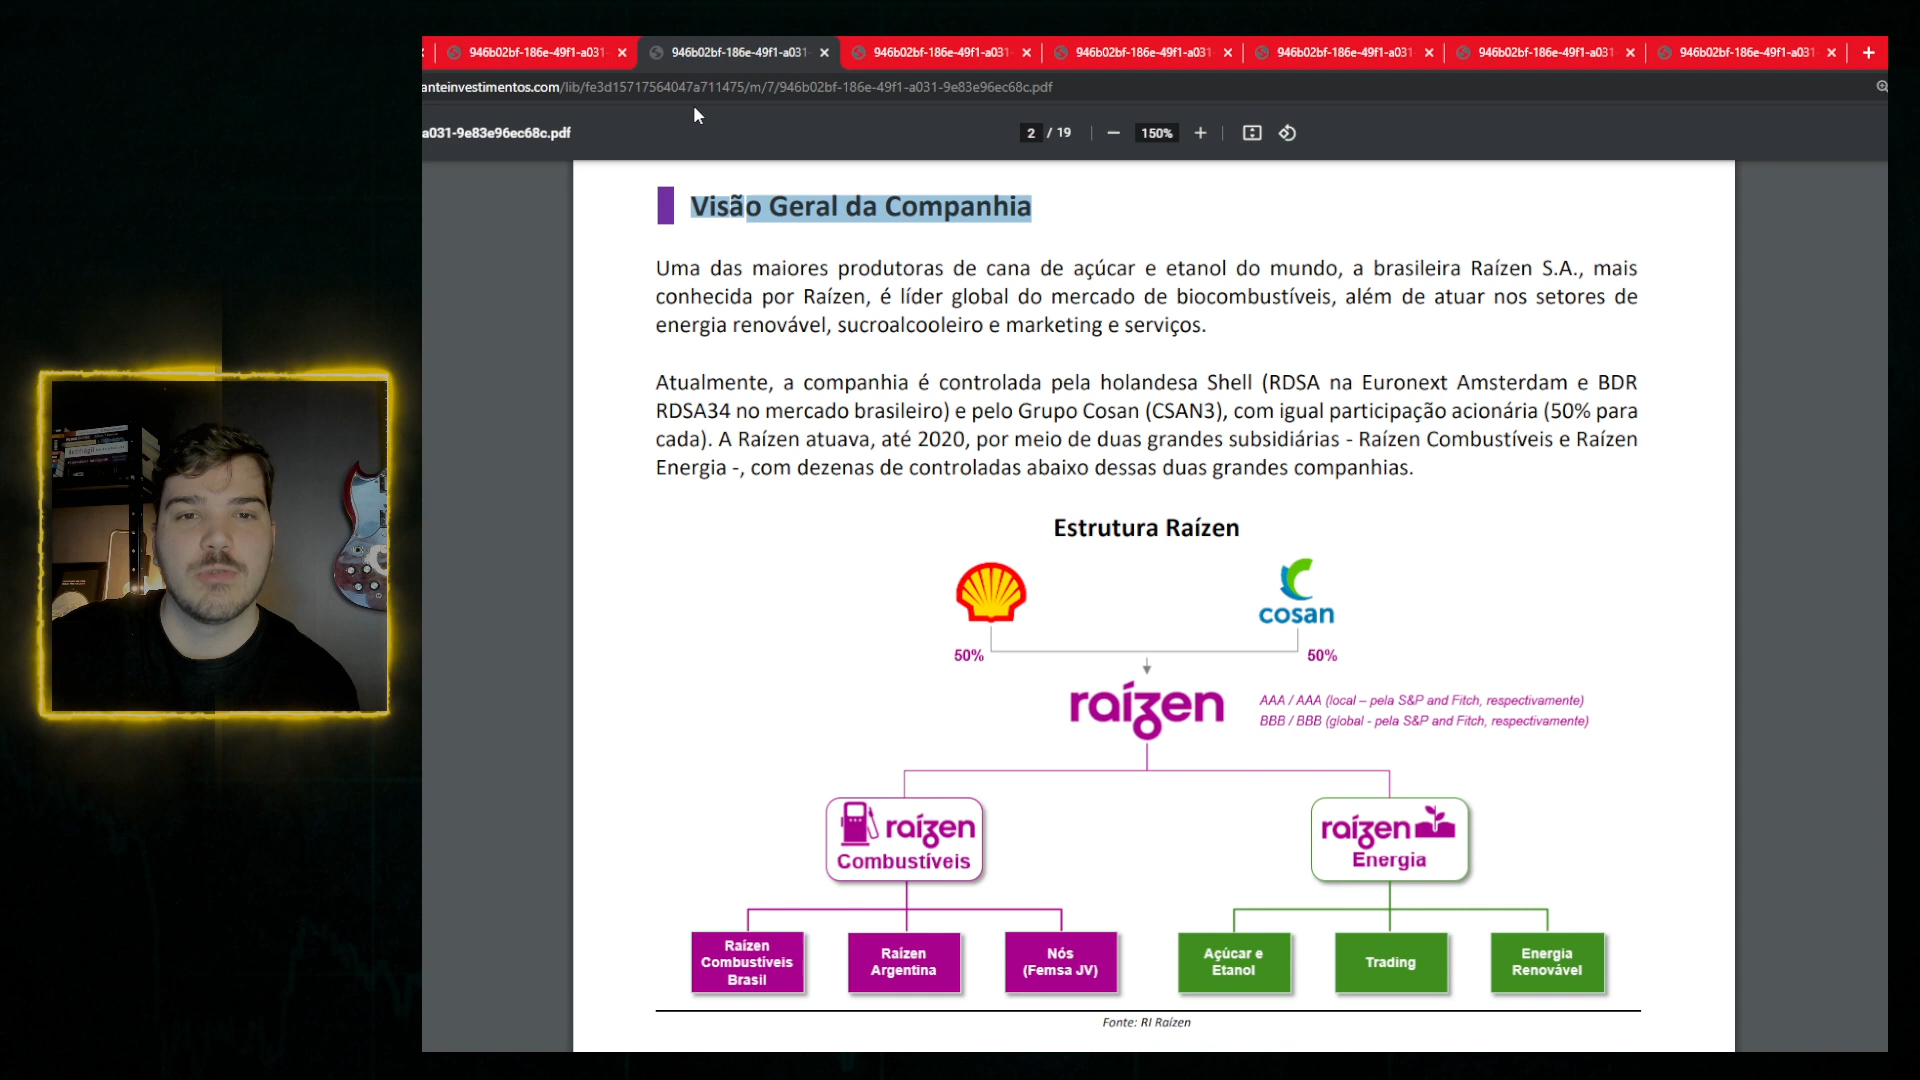 946b02bf-186e-49f1-a031-
946b02bf-186e-49f1-a031-
946b02bf-186e-49f1-a031-
946b02bf-186e-49f1-a031-
946b02bf-186e-49f1-a031
946b02bf-186e-49f1-a031
946b02bf-186e-49f1-a031
anteinvestimentos.com/lib/fe3d15717564047a711475/m/7/946b02bf-186e-49f1-a031-9e83e96ec68c.pdf
a031-9e83e96ec68c.pdf
2 / 19
150%
Visão Geral da Companhia
Uma das maiores produtoras de cana de açúcar e etanol do mundo, a brasileira Raízen S.A., mais
conhecida por Raízen, é líder global do mercado de biocombustíveis, além de atuar nos setores de
energia renovável, sucroalcooleiro e marketing e serviços.
Atualmente, a companhia é controlada pela holandesa Shell (RDSA na Euronext Amsterdam e BDR
RDSA34 no mercado brasileiro) e pelo Grupo Cosan (CSAN3), com igual participação acionária (50% para
cada). A Raízen atuava, até 2020, por meio de duas grandes subsidiárias - Raízen Combustíveis e Raízen
Energia -, com dezenas de controladas abaixo dessas duas grandes companhias.
Estrutura Raízen
cosan
50%
50%
raízen
AAA / AAA (local – pela S&P and Fitch, respectivamente)
BBB / BBB (global - pela S&P and Fitch, respectivamente)
raízen
Combustíveis
raízen
Energia
Raízen
Combustíveis
Brasil
Raízen
Argentina
Nós
(Femsa JV)
Açúcar e
Etanol
Trading
Energia
Renovável
Fonte: RI Raízen